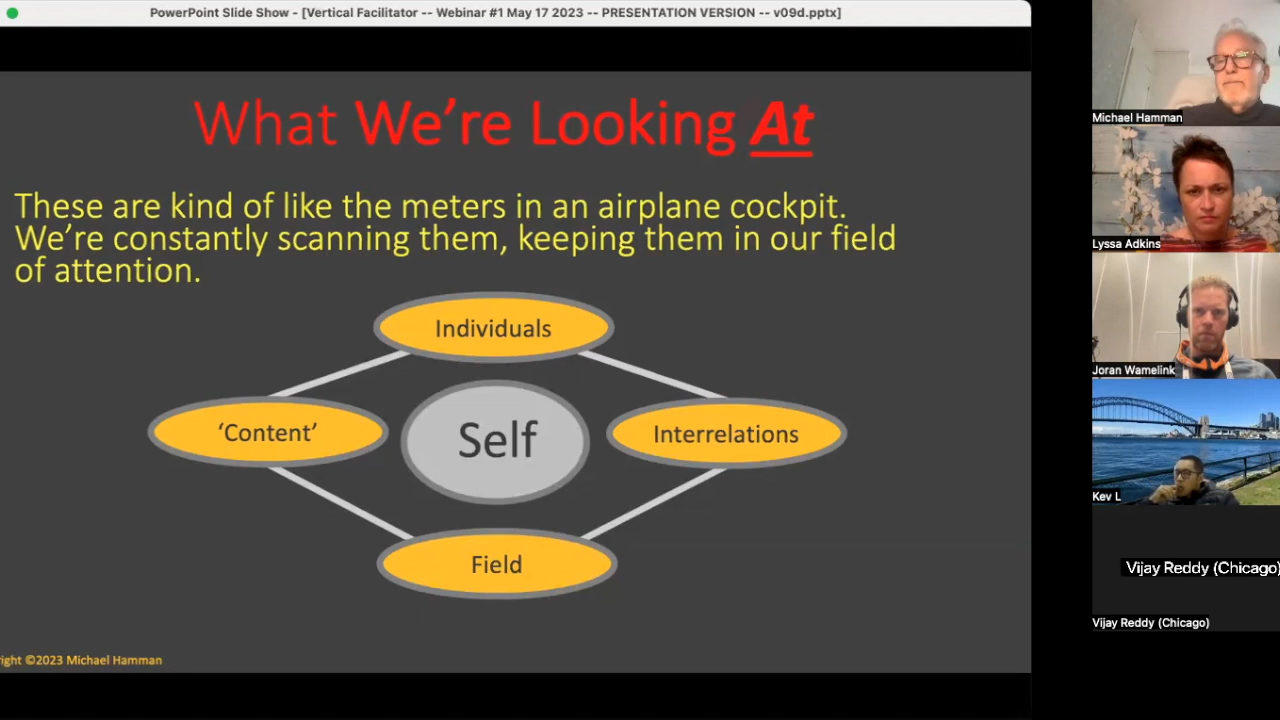 PowerPoint Slide Show - [Vertical Facilitator -- Webinar #1 May 17 2023 -- PRESENTATION VERSION -- v09d.pptx]
What We're Looking At
These are kind of like the meters in an airplane cockpit.
We're constantly scanning them, keeping them in our field
of attention.
Individuals
'Content'
Self
Interrelations
Field
right ©2023 Michael Hamman
Michael Hamman
Lyssa Adkins
Joran Wamelink
Kev L
Vijay Reddy (Chicago)
Vijay Reddy (Chicago)